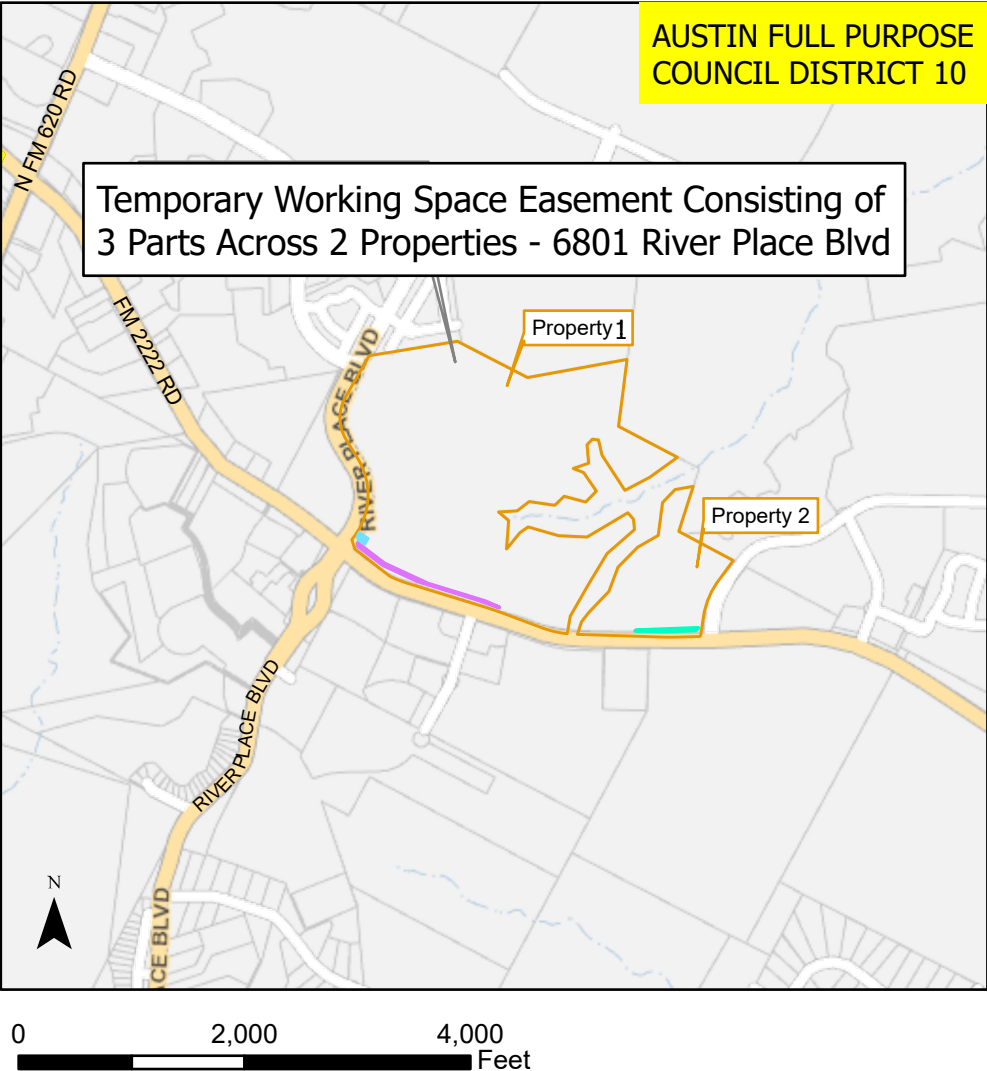 AUSTIN FULL PURPOSE
COUNCIL DISTRICT 10
N FM 620 RD
Temporary Working Space Easement Consisting of
3 Parts Across 2 Properties - 6801 River Place Blvd
FM 2222 RD
Property 1
RIVER PLACE BLVD
Property 2
RIVER PLACE BLVD
N
CE BLVD
0 2,000 4,000
Feet